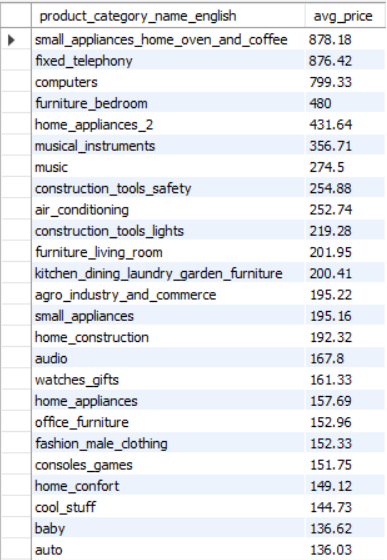 product_category_name_english avg_price
small_appliances_home_oven_and_coffee 878.18
fixed_telephony 876.42
computers 799.33
furniture_bedroom 480
home_appliances_2 431.64
musical_instruments 356.71
music 274.5
construction_tools_safety 254.88
air_conditioning 252.74
construction_tools_lights 219.28
furniture_living_room 201.95
kitchen_dining_laundry_garden_furniture 200.41
agro_industry_and_commerce 195.22
small_appliances 195.16
home_construction 192.32
audio 167.8
watches_gifts 161.33
home_appliances 157.69
office_furniture 152.96
fashion_male_clothing 152.33
consoles_games 151.75
home_confort 149.12
cool_stuff 144.73
baby 136.62
auto 136.03